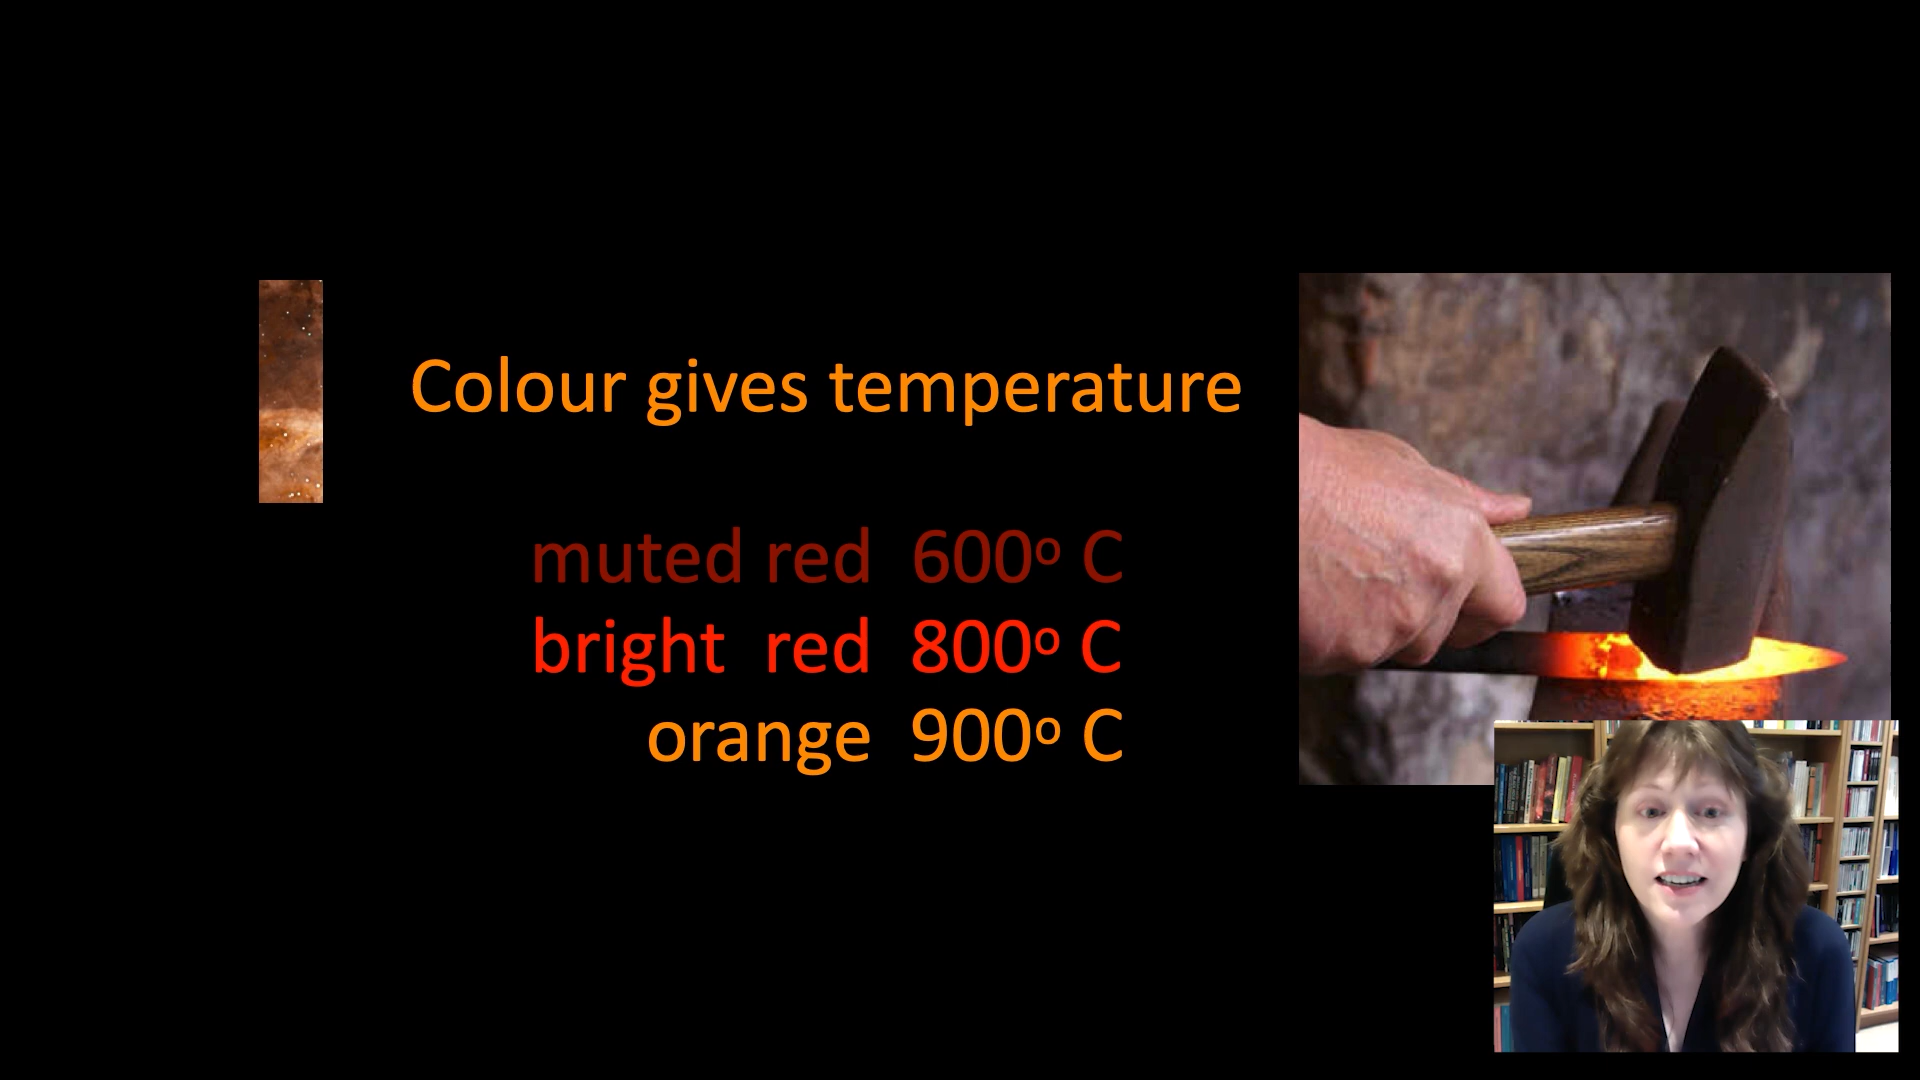 Colour gives temperature
muted red 600º C
bright red 800º C
orange 900º C